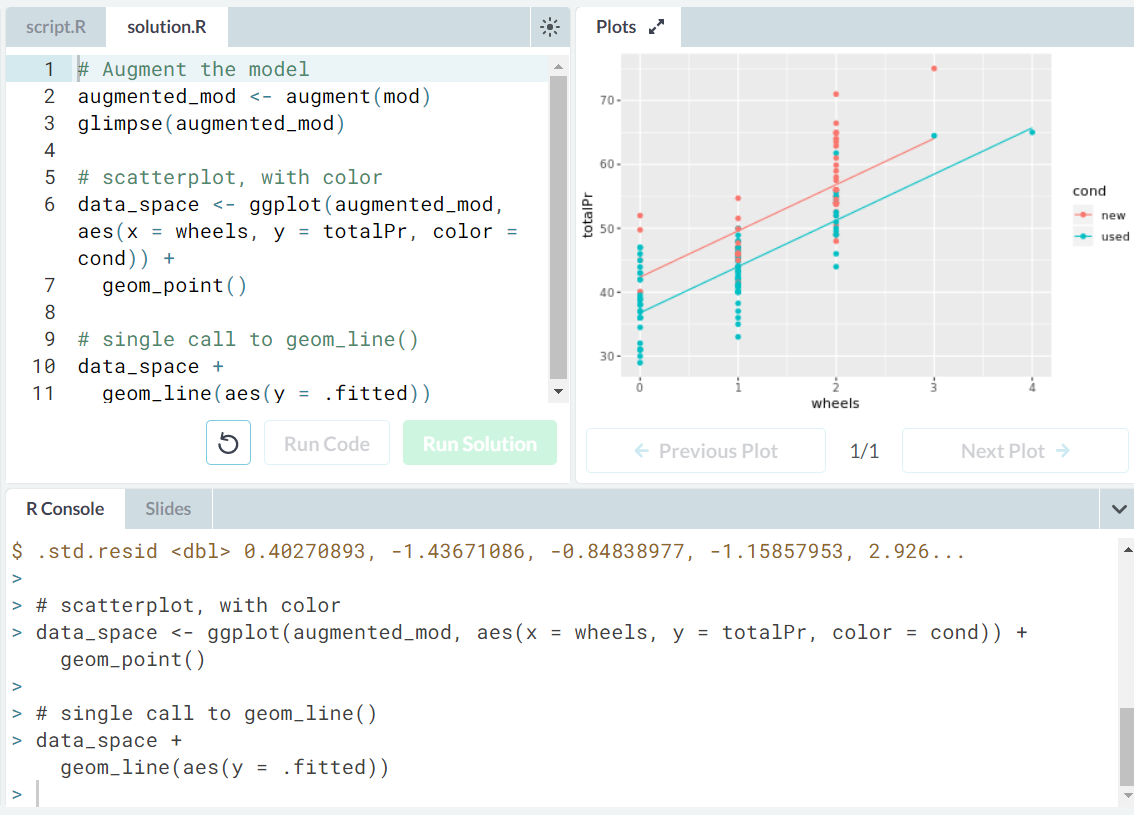 script.R
solution.R
1 # Augment the model
2 augmented_mod <- augment(mod)
3 glimpse(augmented_mod)
4
5 # scatterplot, with color
6 data_space <- ggplot(augmented_mod,
aes(x = wheels, y = totalPr, color =
cond)) +
7 geom_point()
8
9 # single call to geom_line()
10 data_space +
11 geom_line(aes(y = .fitted))
Run Code
Run Solution
Plots
70
60
50
40
30
totalPr
0 1 2 3 4
wheels
cond
new
used
← Previous Plot
1/1
Next Plot →
R Console
Slides
$ .std.resid <dbl> 0.40270893, -1.43671086, -0.84838977, -1.15857953, 2.926...
>
> # scatterplot, with color
> data_space <- ggplot(augmented_mod, aes(x = wheels, y = totalPr, color = cond)) +
geom_point()
>
> # single call to geom_line()
> data_space +
geom_line(aes(y = .fitted))
>